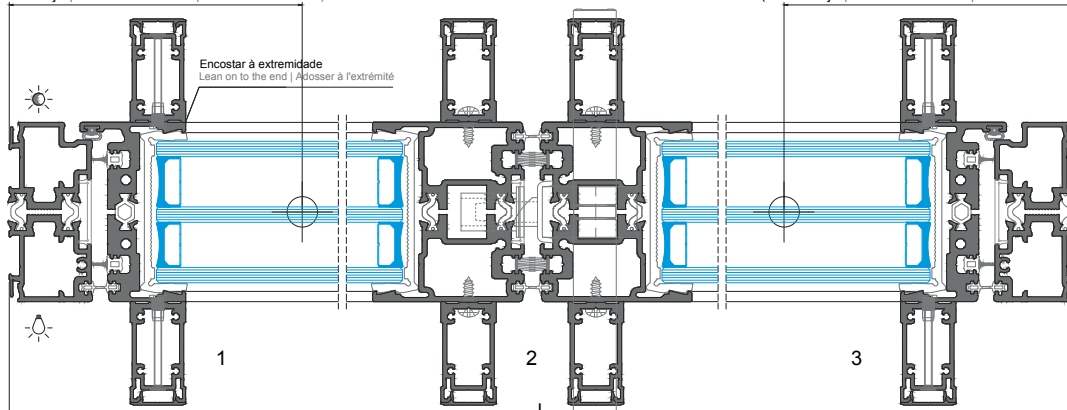 Encostar à extremidade
Lean on to the end | Adosser à l'extrémité
1 2 3